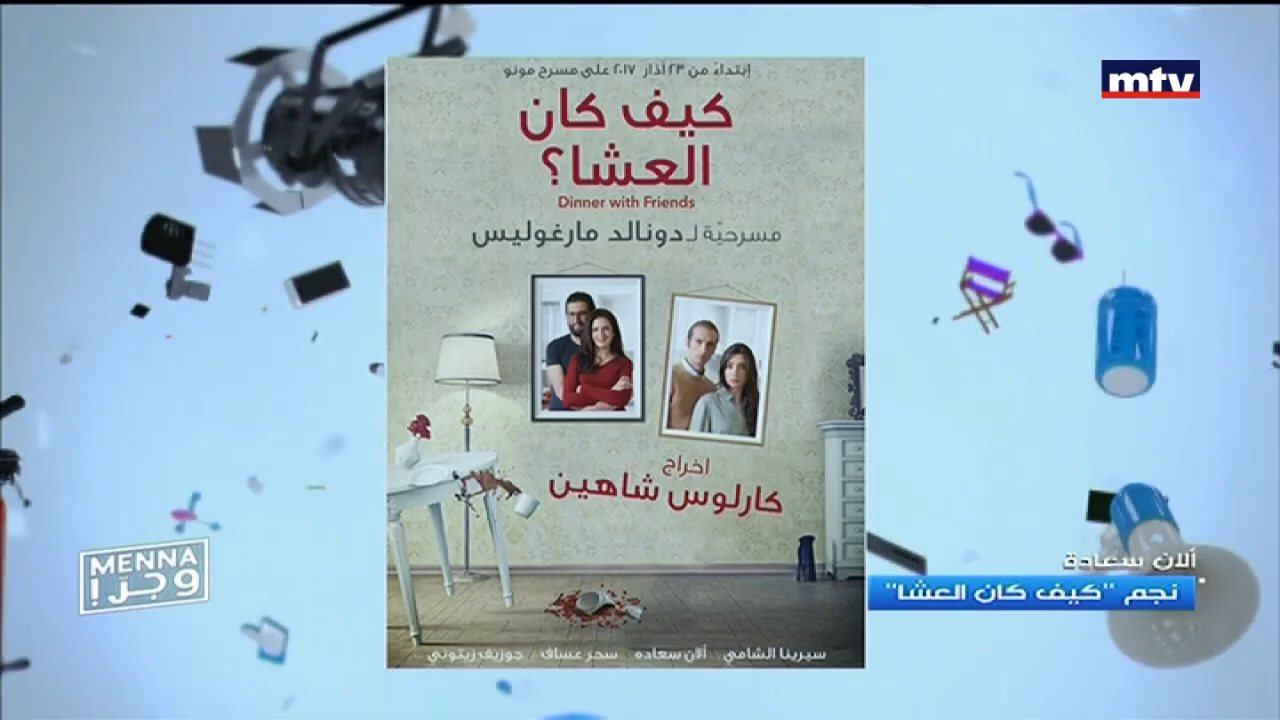 mtv
إبتداءً من ٢٣ آذار ٢٠١٧ على مسرح مونو
كيف كان
العشا؟
Dinner with Friends
مسرحيّة لـ دونالد مارغوليس
اخراج
كارلوس شاهين
سيرينا الشامي ألان سعاده سحر عساف جوزيف زيتوني
MENNA
وجرّ!
ألان سعادة
نجم "كيف كان العشا"